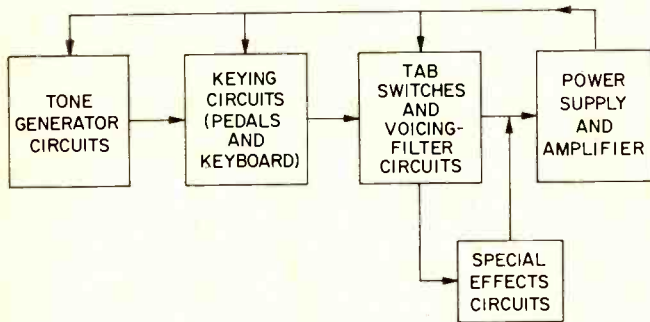 TONE
GENERATOR
CIRCUITS
KEYING
CIRCUITS
(PEDALS
AND
KEYBOARD)
TAB
SWITCHES
AND
VOICING-
FILTER
CIRCUITS
POWER
SUPPLY
AND
AMPLIFIER
SPECIAL
EFFECTS
CIRCUITS